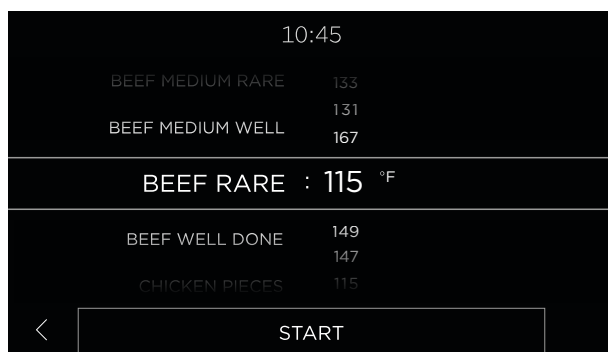 10:45
BEEF MEDIUM RARE 133
131
BEEF MEDIUM WELL 167
BEEF RARE : 115 °F
BEEF WELL DONE 149
147
CHICKEN PIECES 115
< START